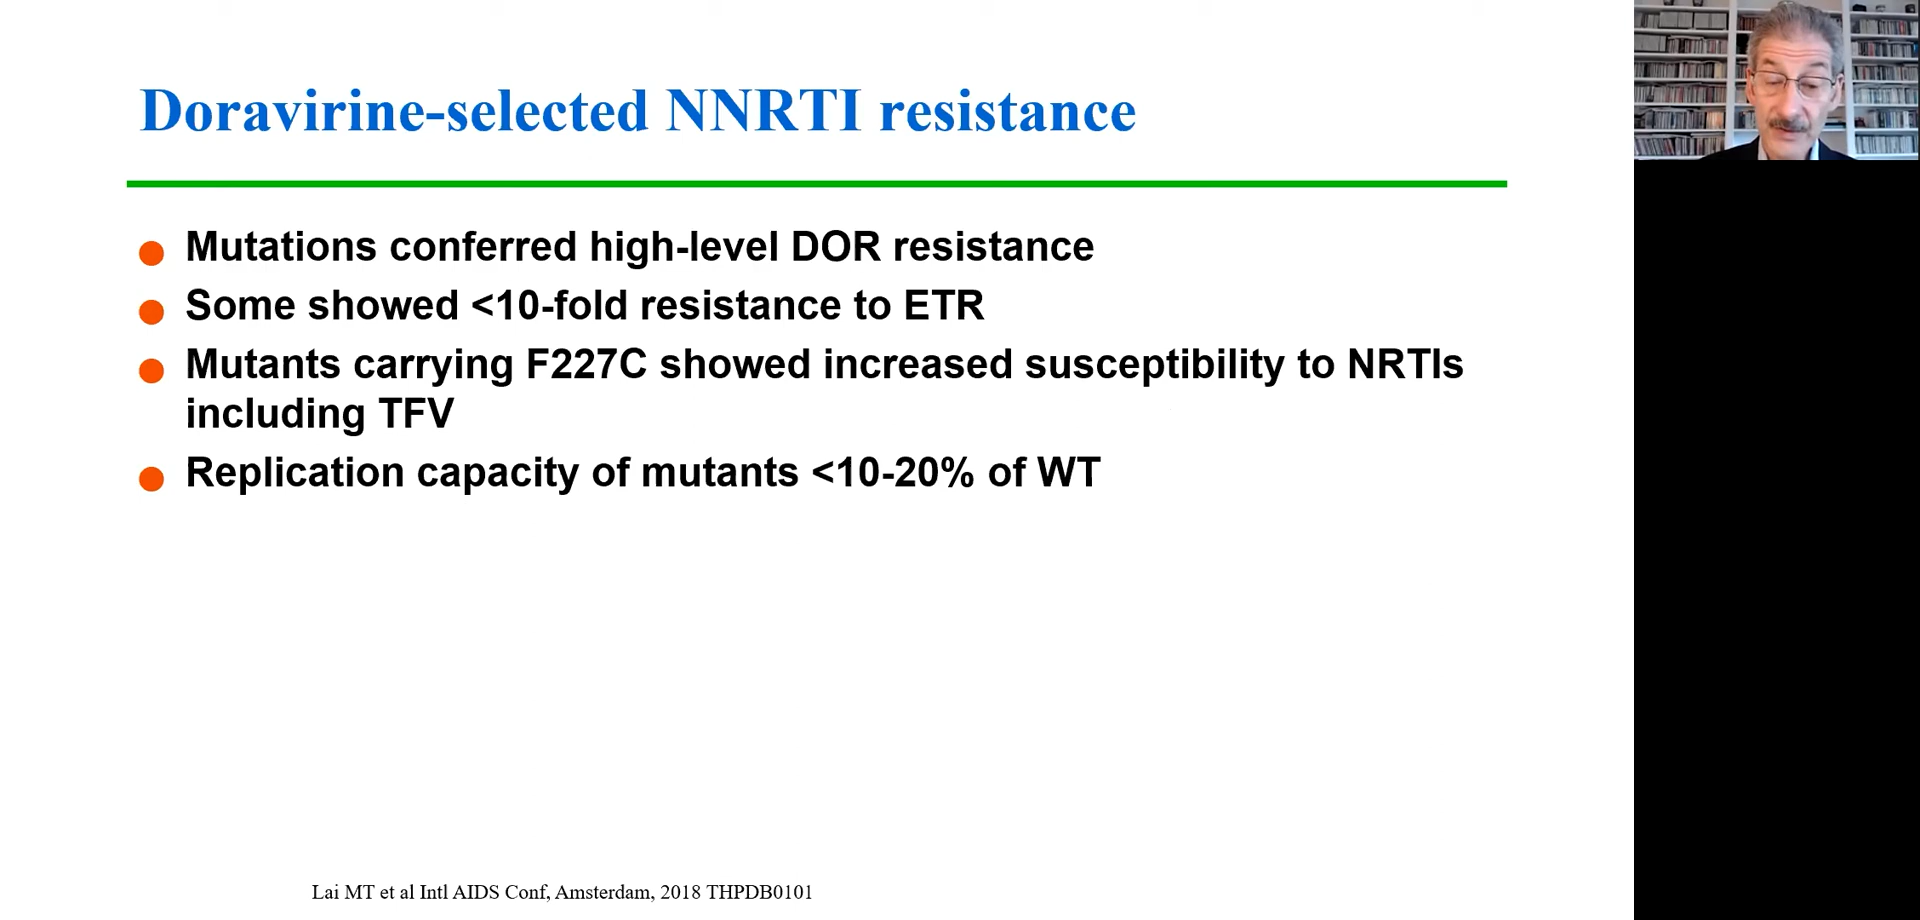 Doravirine-selected NNRTI resistance
Mutations conferred high-level DOR resistance
Some showed <10-fold resistance to ETR
Mutants carrying F227C showed increased susceptibility to NRTIs
including TFV
Replication capacity of mutants <10-20% of WT
Lai MT et al Intl AIDS Conf, Amsterdam, 2018 THPDB0101